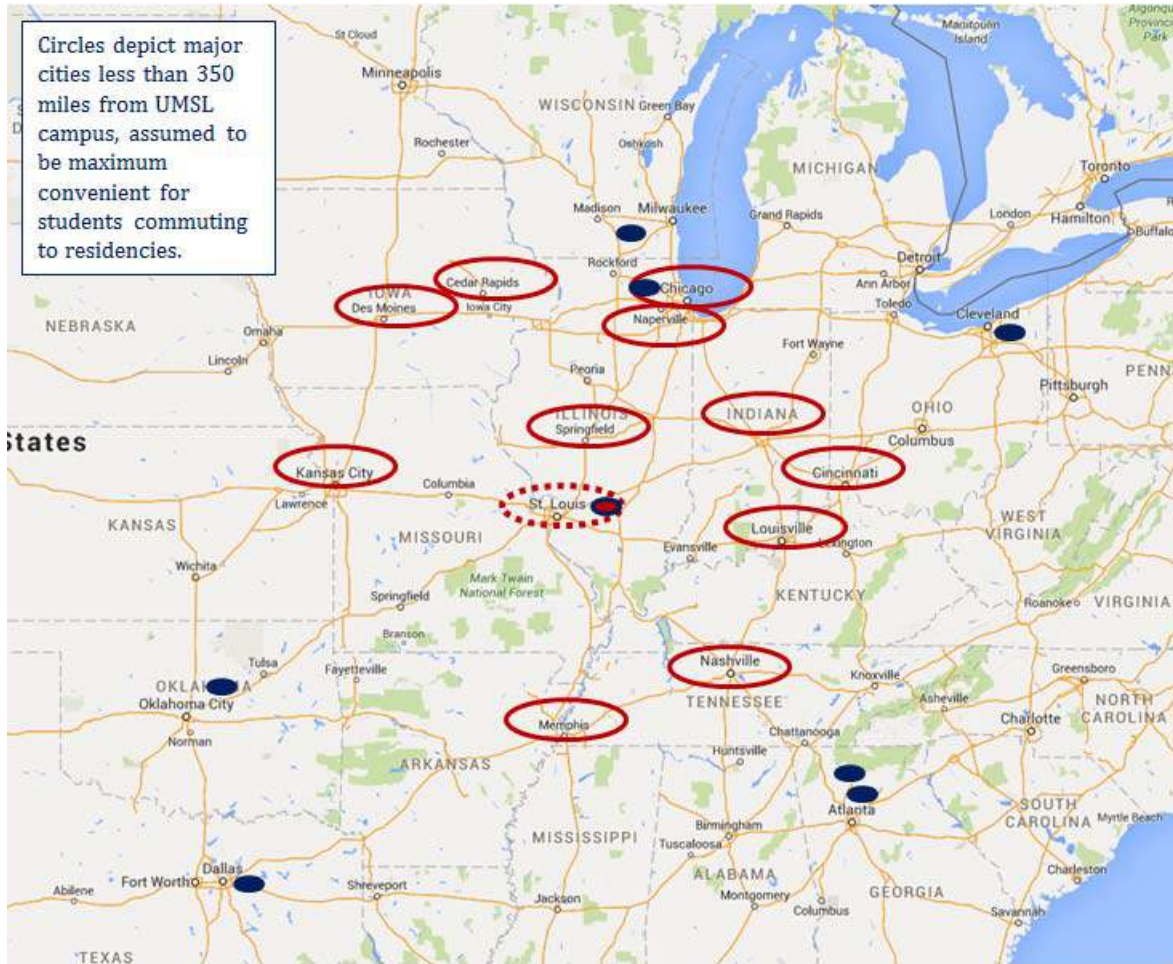 Circles depict major
cities less than 350
miles from UMSL
campus, assumed to
be maximum
convenient for
students commuting
to residencies.
St Cloud
Minneapolis
Rochester
WISCONSIN
Green Bay
Oshkosh
Manitoulin
Island
Provinc
Park
MICHIGAN
Toronto
Madison
Milwaukee
Grand Rapids
London
Hamilton
Buffalo
Rockford
Detroit
Ann Arbor
Cedar Rapids
Chicago
Toledo
IOWA
Des Moines
Iowa City
Naperville
Cleveland
NEBRASKA
Omaha
Fort Wayne
Lincoln
Peoria
PENN
Pittsburgh
ILLINOIS
Springfield
INDIANA
OHIO
Columbus
States
Kansas City
Cincinnati
Lawrence
Columbia
St. Louis
KANSAS
MISSOURI
Louisville
WEST
VIRGINIA
Evansville
Lexington
Wichita
Mark Twain
National Forest
Springfield
KENTUCKY
Roanoke
VIRGINIA
Branson
Tulsa
Fayetteville
Nashville
Knoxville
Greensboro
OKLAHOMA
Oklahoma City
TENNESSEE
Asheville
NORTH
CAROLINA
Norman
Memphis
Chattanooga
Charlotte
ARKANSAS
Huntsville
SOUTH
CAROLINA
Myrtle Beach
Atlanta
MISSISSIPPI
Birmingham
Tuscaloosa
Dallas
Fort Worth
Abilene
Shreveport
ALABAMA
Charleston
Jackson
Montgomery
Columbus
GEORGIA
Savannah
TEXAS